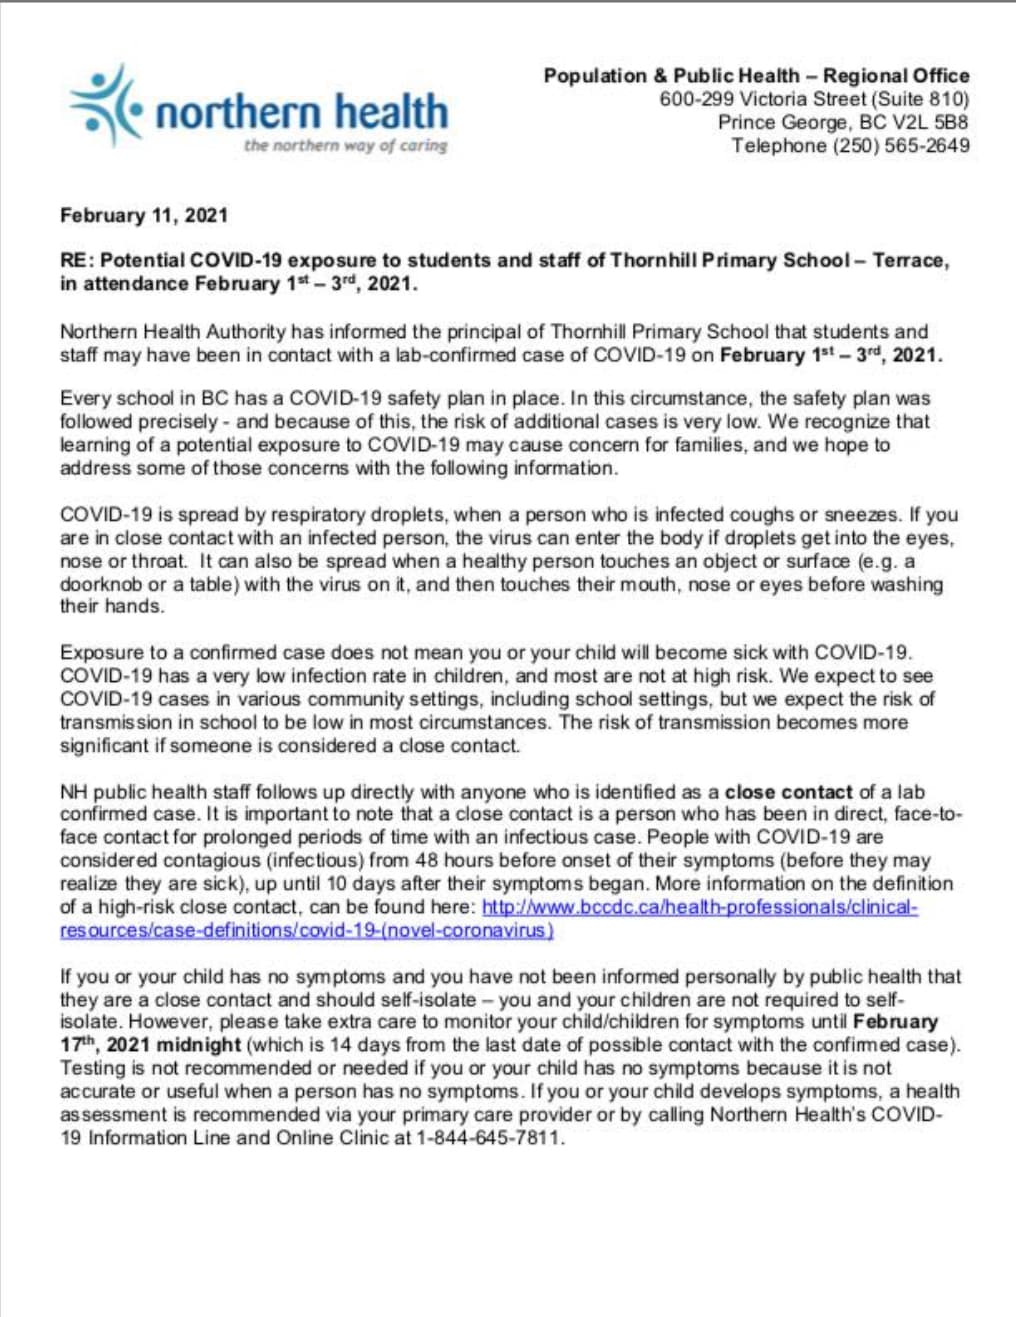 northern health
the northern way of caring
Population & Public Health – Regional Office
600-299 Victoria Street (Suite 810)
Prince George, BC V2L 5B8
Telephone (250) 565-2649
February 11, 2021
RE: Potential COVID-19 exposure to students and staff of Thornhill Primary School – Terrace,
in attendance February 1st – 3rd, 2021.
Northern Health Authority has informed the principal of Thornhill Primary School that students and
staff may have been in contact with a lab-confirmed case of COVID-19 on February 1st – 3rd, 2021.
Every school in BC has a COVID-19 safety plan in place. In this circumstance, the safety plan was
followed precisely - and because of this, the risk of additional cases is very low. We recognize that
learning of a potential exposure to COVID-19 may cause concern for families, and we hope to
address some of those concerns with the following information.
COVID-19 is spread by respiratory droplets, when a person who is infected coughs or sneezes. If you
are in close contact with an infected person, the virus can enter the body if droplets get into the eyes,
nose or throat. It can also be spread when a healthy person touches an object or surface (e.g. a
doorknob or a table) with the virus on it, and then touches their mouth, nose or eyes before washing
their hands.
Exposure to a confirmed case does not mean you or your child will become sick with COVID-19.
COVID-19 has a very low infection rate in children, and most are not at high risk. We expect to see
COVID-19 cases in various community settings, including school settings, but we expect the risk of
transmission in school to be low in most circumstances. The risk of transmission becomes more
significant if someone is considered a close contact.
NH public health staff follows up directly with anyone who is identified as a close contact of a lab
confirmed case. It is important to note that a close contact is a person who has been in direct, face-to-
face contact for prolonged periods of time with an infectious case. People with COVID-19 are
considered contagious (infectious) from 48 hours before onset of their symptoms (before they may
realize they are sick), up until 10 days after their symptoms began. More information on the definition
of a high-risk close contact, can be found here: http://www.bccdc.ca/health-professionals/clinical-
resources/case-definitions/covid-19-(novel-coronavirus)
If you or your child has no symptoms and you have not been informed personally by public health that
they are a close contact and should self-isolate – you and your children are not required to self-
isolate. However, please take extra care to monitor your child/children for symptoms until February
17th, 2021 midnight (which is 14 days from the last date of possible contact with the confirmed case).
Testing is not recommended or needed if you or your child has no symptoms because it is not
accurate or useful when a person has no symptoms. If you or your child develops symptoms, a health
assessment is recommended via your primary care provider or by calling Northern Health's COVID-
19 Information Line and Online Clinic at 1-844-645-7811.